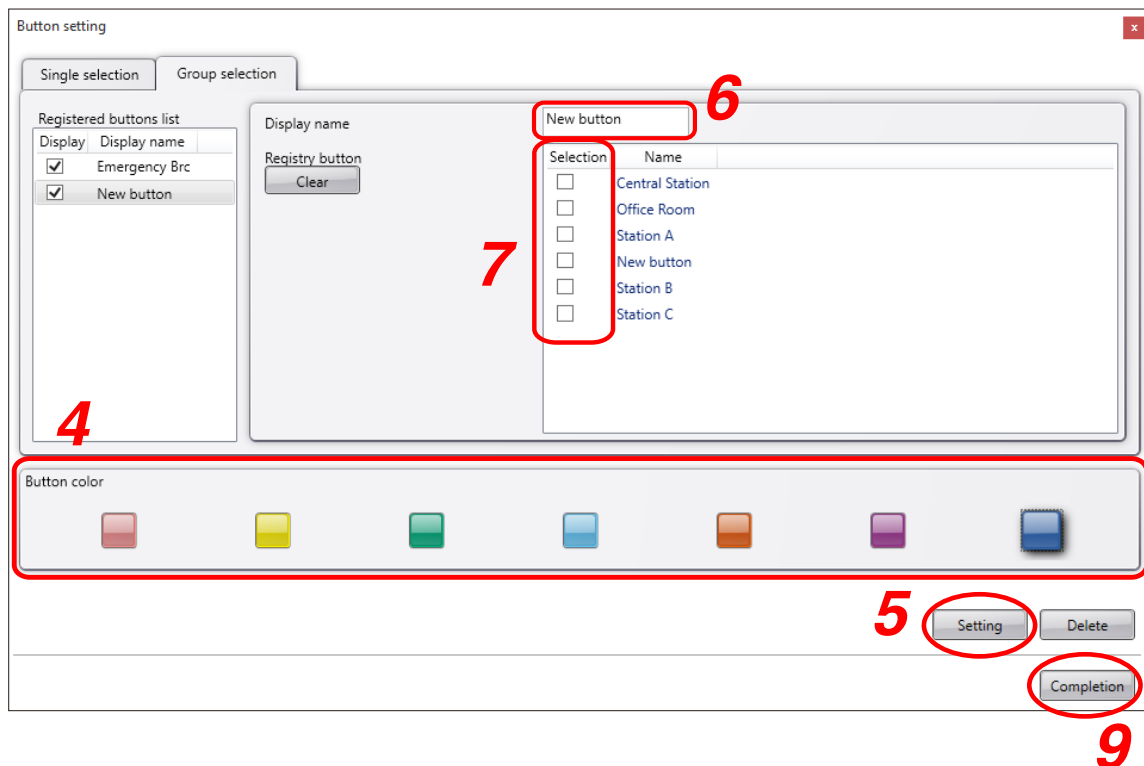 Button setting
x
Single selection
Group selection
6
Registered buttons list
Display Display name
Emergency Brc
New button
Display name
New button
Registry button
Clear
Selection Name
Central Station
Office Room
Station A
New button
Station B
Station C
7
4
Button color
5
Setting
Delete
Completion
9